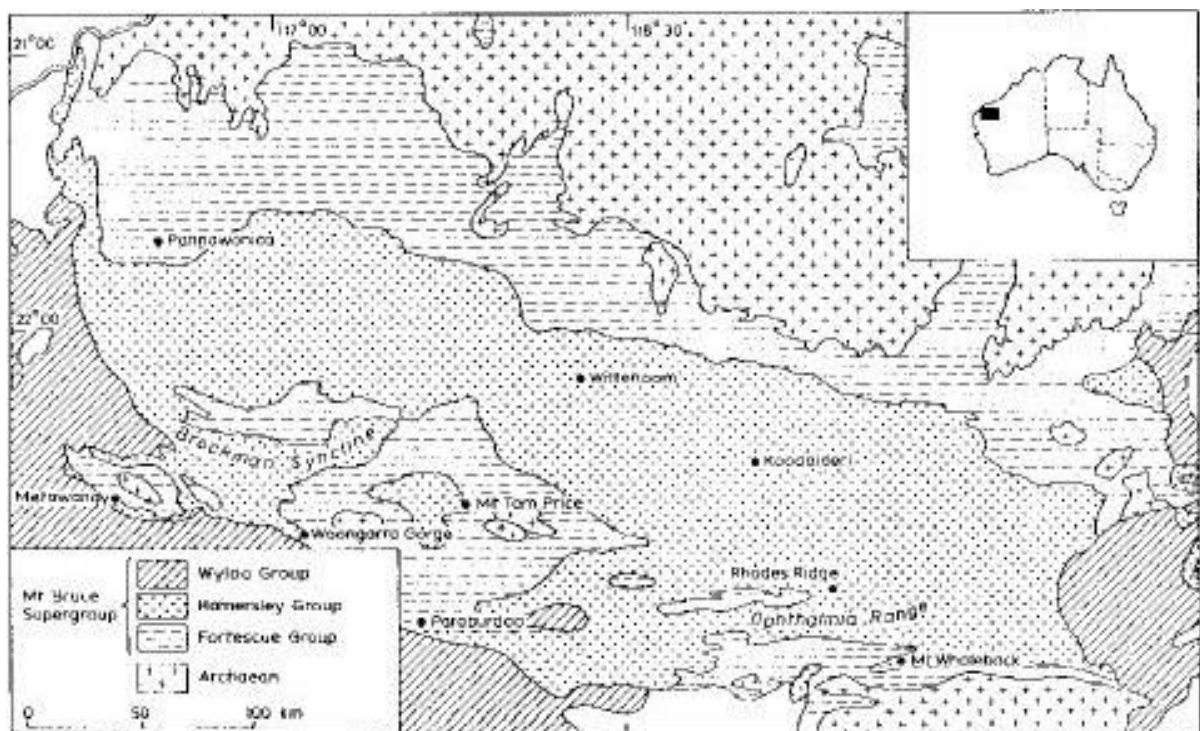 21°00
117°00
118°30
Pannawonica
22°00
Wittenoom
Brockman Syncline
Koodaideri
Metawandy
Mt Tom Price
Woongarra Gorge
Rhodes Ridge
Ophthalmia Range
Paraburdoo
Mt Whaleback
Mt Bruce
Supergroup
Wyloo Group
Hamersley Group
Fortescue Group
Archaean
0 50 100 km